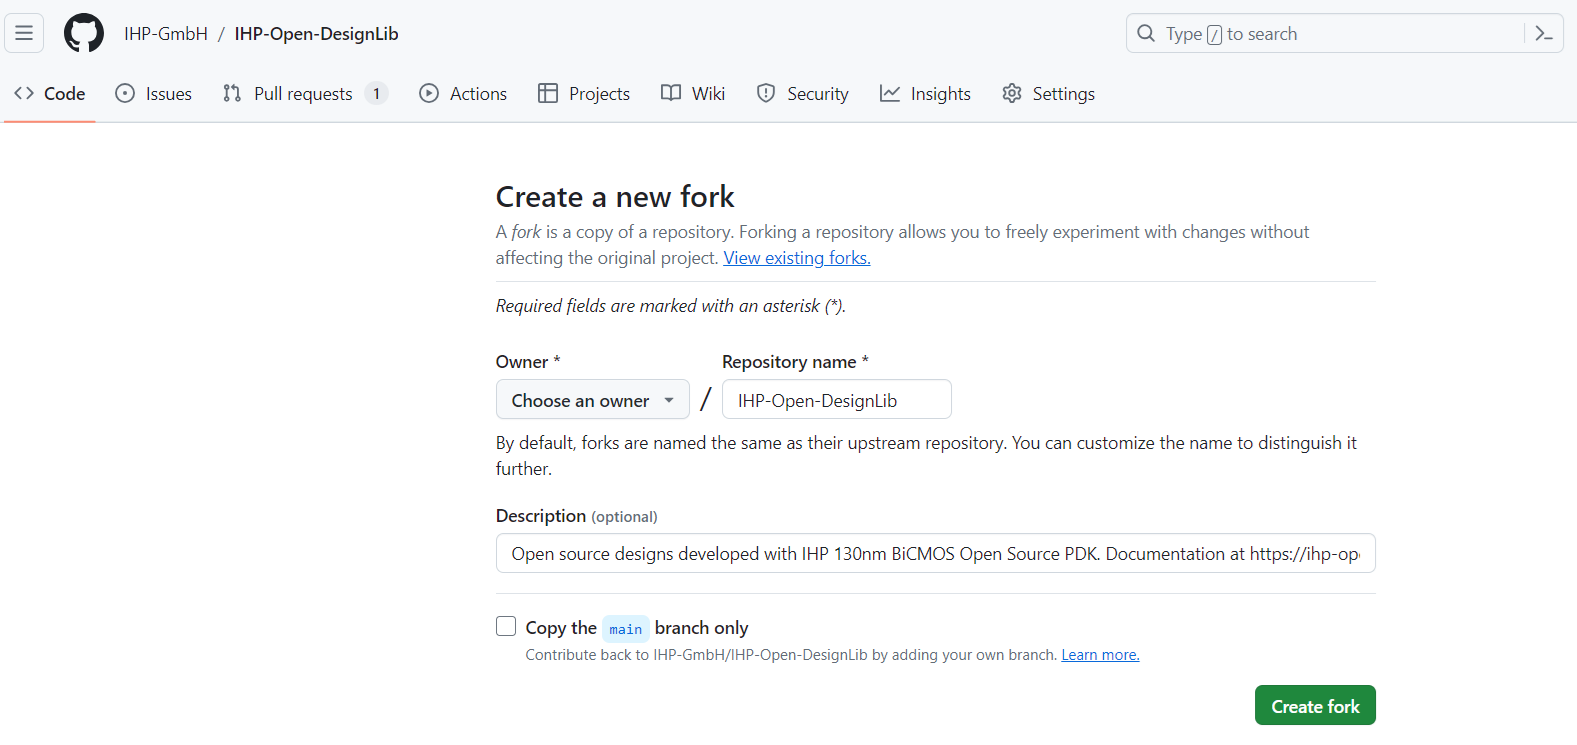 IHP-GmbH / IHP-Open-DesignLib
Type / to search
Code Issues Pull requests 1 Actions Projects Wiki Security Insights Settings
Create a new fork
A fork is a copy of a repository. Forking a repository allows you to freely experiment with changes without
affecting the original project. View existing forks.
Required fields are marked with an asterisk (*).
Owner * Repository name *
Choose an owner / IHP-Open-DesignLib
By default, forks are named the same as their upstream repository. You can customize the name to distinguish it
further.
Description (optional)
Open source designs developed with IHP 130nm BiCMOS Open Source PDK. Documentation at https://ihp-op
Copy the main branch only
Contribute back to IHP-GmbH/IHP-Open-DesignLib by adding your own branch. Learn more.
Create fork